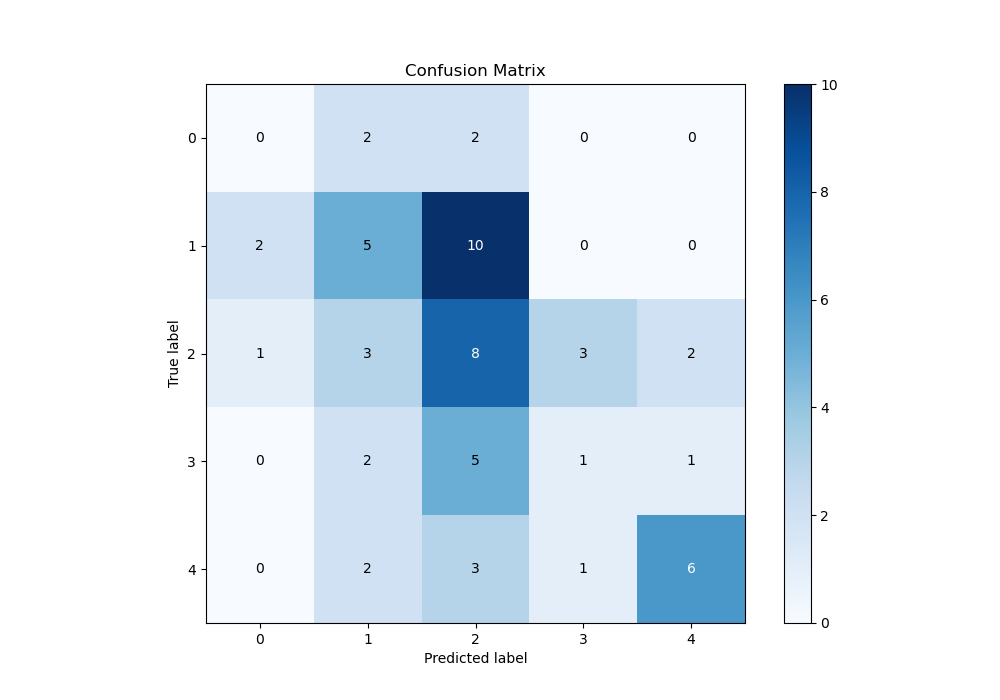 Confusion Matrix
0 0 2 2 0 0
1 2 5 10 0 0
2 1 3 8 3 2
3 0 2 5 1 1
4 0 2 3 1 6
0 1 2 3 4
True label
Predicted label
10
8
6
4
2
0